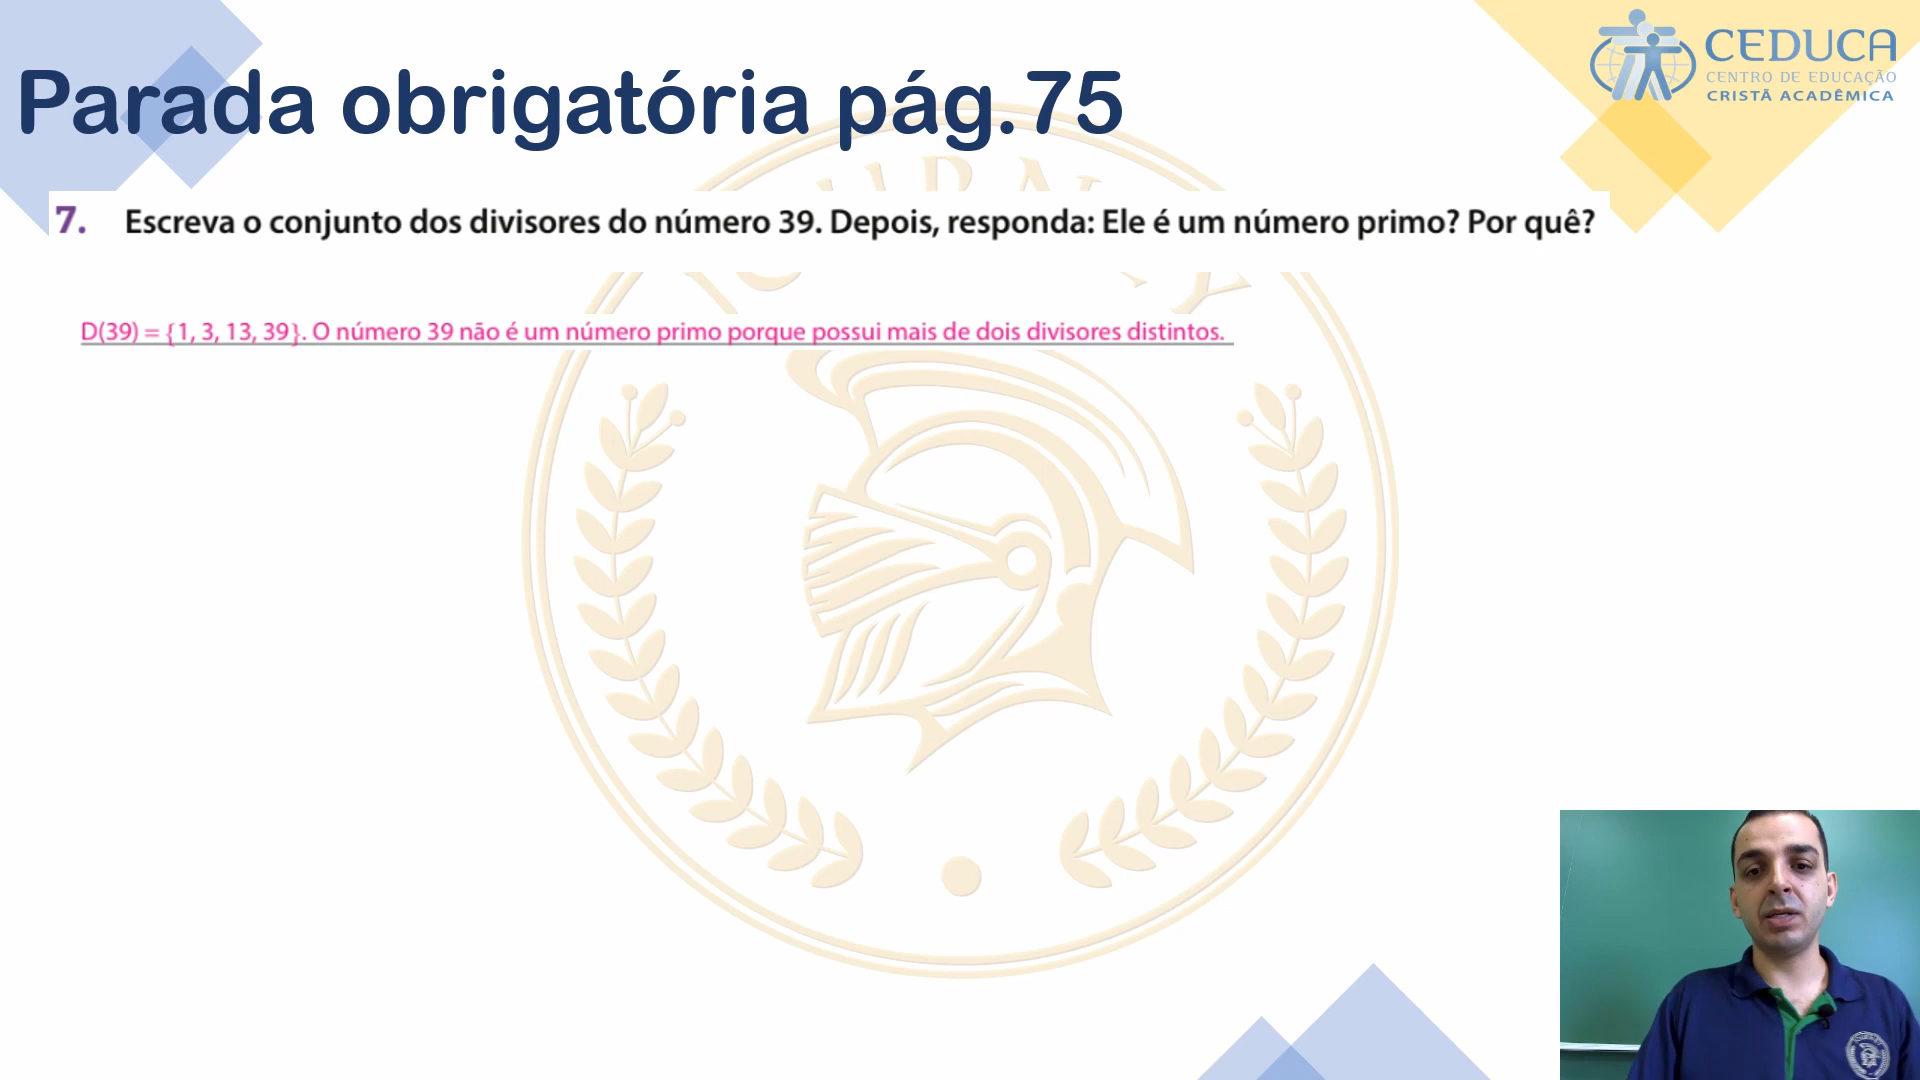 CEDUCA
CENTRO DE EDUCAÇÃO
CRISTÃ ACADÊMICA
Parada obrigatória pág.75
7. Escreva o conjunto dos divisores do número 39. Depois, responda: Ele é um número primo? Por quê?
D(39) = {1, 3, 13, 39}. O número 39 não é um número primo porque possui mais de dois divisores distintos.